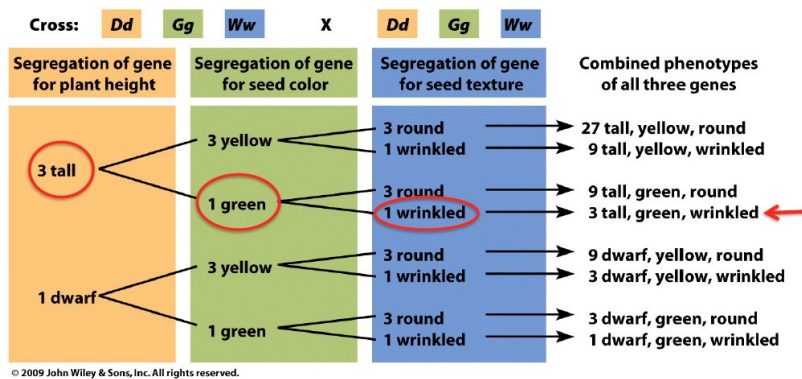 Cross: Dd Gg Ww X Dd Gg Ww
Segregation of gene
for plant height
Segregation of gene
for seed color
Segregation of gene
for seed texture
Combined phenotypes
of all three genes
3 tall
1 dwarf
3 yellow
1 green
3 yellow
1 green
3 round
1 wrinkled
3 round
1 wrinkled
3 round
1 wrinkled
3 round
1 wrinkled
27 tall, yellow, round
9 tall, yellow, wrinkled
9 tall, green, round
3 tall, green, wrinkled
9 dwarf, yellow, round
3 dwarf, yellow, wrinkled
3 dwarf, green, round
1 dwarf, green, wrinkled
© 2009 John Wiley & Sons, Inc. All rights reserved.